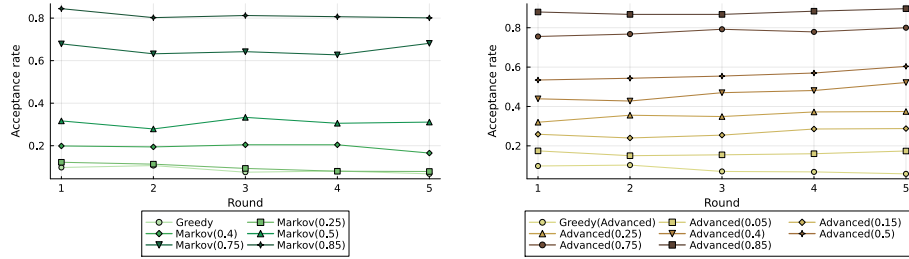 Acceptance rate
0.8
0.6
0.4
0.2
1 2 3 4 5
Round
Greedy Markov(0.25)
Markov(0.4) Markov(0.5)
Markov(0.75) Markov(0.85)
Acceptance rate
0.8
0.6
0.4
0.2
1 2 3 4 5
Round
Greedy(Advanced) Advanced(0.05) Advanced(0.15)
Advanced(0.25) Advanced(0.4) Advanced(0.5)
Advanced(0.75) Advanced(0.85)